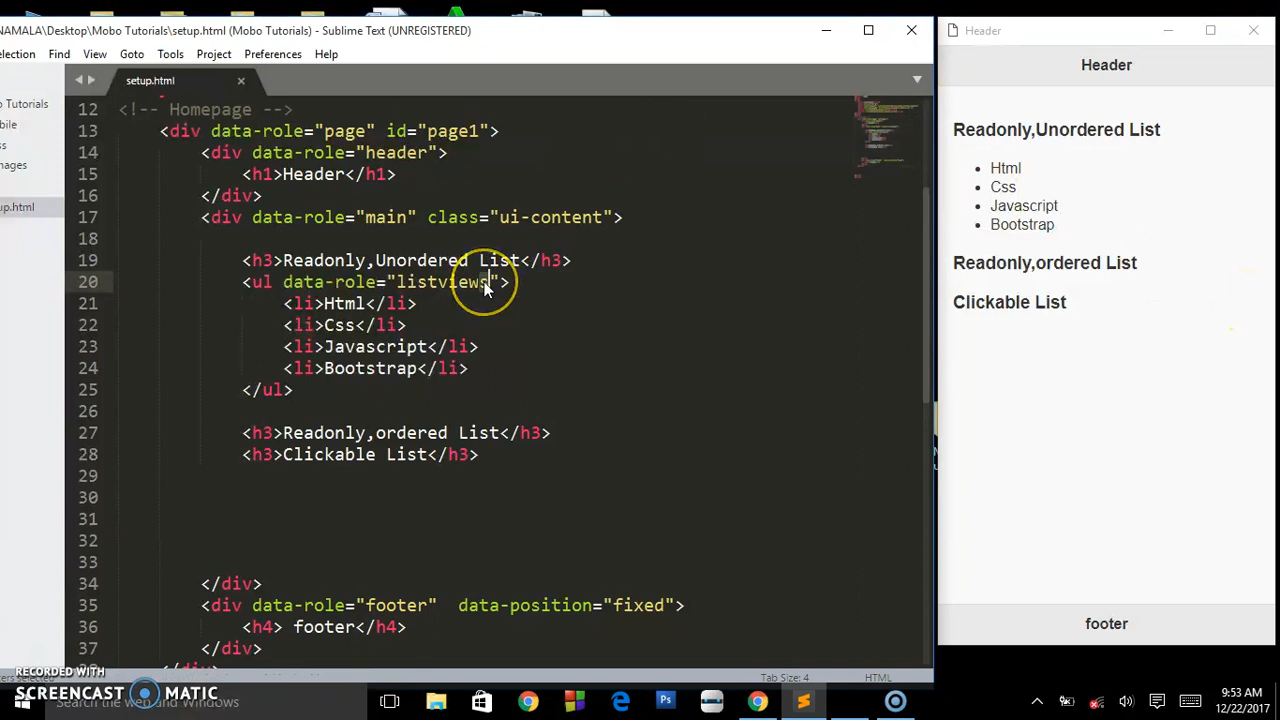 NAMALA\Desktop\Mobo Tutorials\setup.html (Mobo Tutorials) - Sublime Text (UNREGISTERED)
election Find View Goto Tools Project Preferences Help
setup.html
Tutorials
bile
s
mages
up.html
12 <!-- Homepage -->
13 <div data-role="page" id="page1">
14 <div data-role="header">
15 <h1>Header</h1>
16 </div>
17 <div data-role="main" class="ui-content">
18
19 <h3>Readonly,Unordered List</h3>
20 <ul data-role="listviews">
21 <li>Html</li>
22 <li>Css</li>
23 <li>Javascript</li>
24 <li>Bootstrap</li>
25 </ul>
26
27 <h3>Readonly,ordered List</h3>
28 <h3>Clickable List</h3>
29
30
31
32
33
34 </div>
35 <div data-role="footer" data-position="fixed">
36 <h4> footer</h4>
37 </div>
38 </div>
Tab Size: 4 HTML
Header
Header
Readonly,Unordered List
Html
Css
Javascript
Bootstrap
Readonly,ordered List
Clickable List
footer
RECORDED WITH
SCREENCAST MATIC
Search the web and Windows
Ps
9:53 AM
12/22/2017